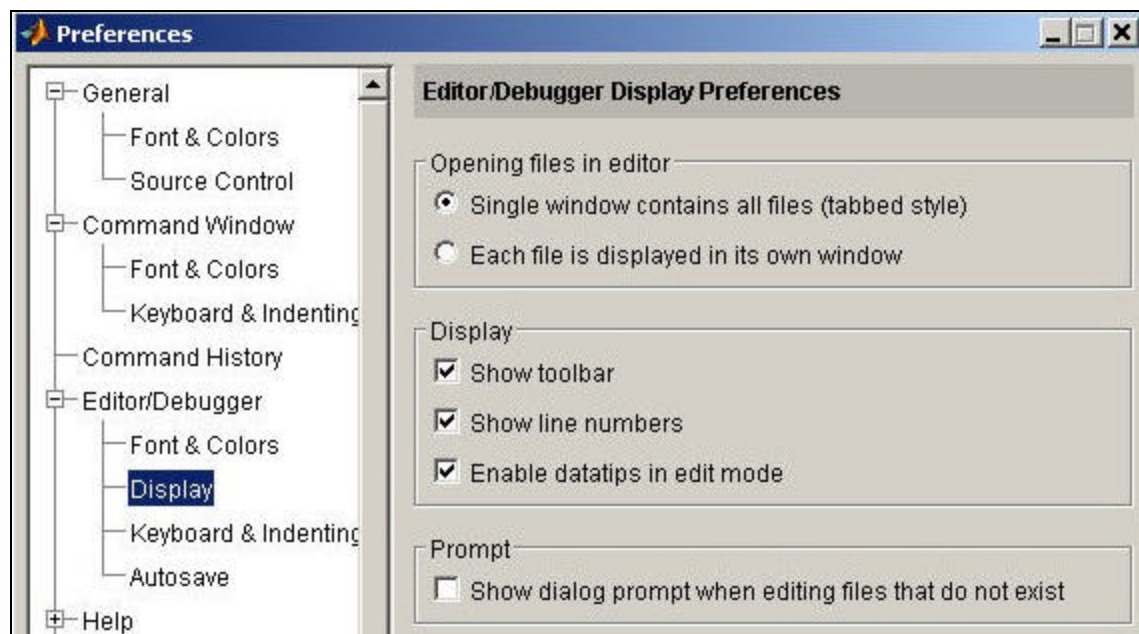 Preferences
General
Font & Colors
Source Control
Command Window
Font & Colors
Keyboard & Indenting
Command History
Editor/Debugger
Font & Colors
Display
Keyboard & Indenting
Autosave
Help
Editor/Debugger Display Preferences
Opening files in editor
Single window contains all files (tabbed style)
Each file is displayed in its own window
Display
Show toolbar
Show line numbers
Enable datatips in edit mode
Prompt
Show dialog prompt when editing files that do not exist